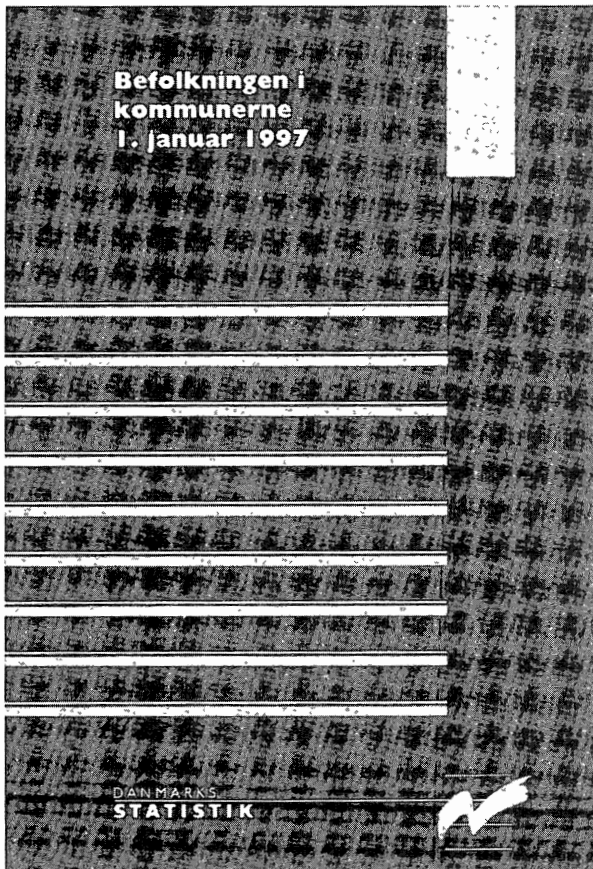 Befolkningen i
kommunerne
1. januar 1997
DANMARKS
STATISTIK